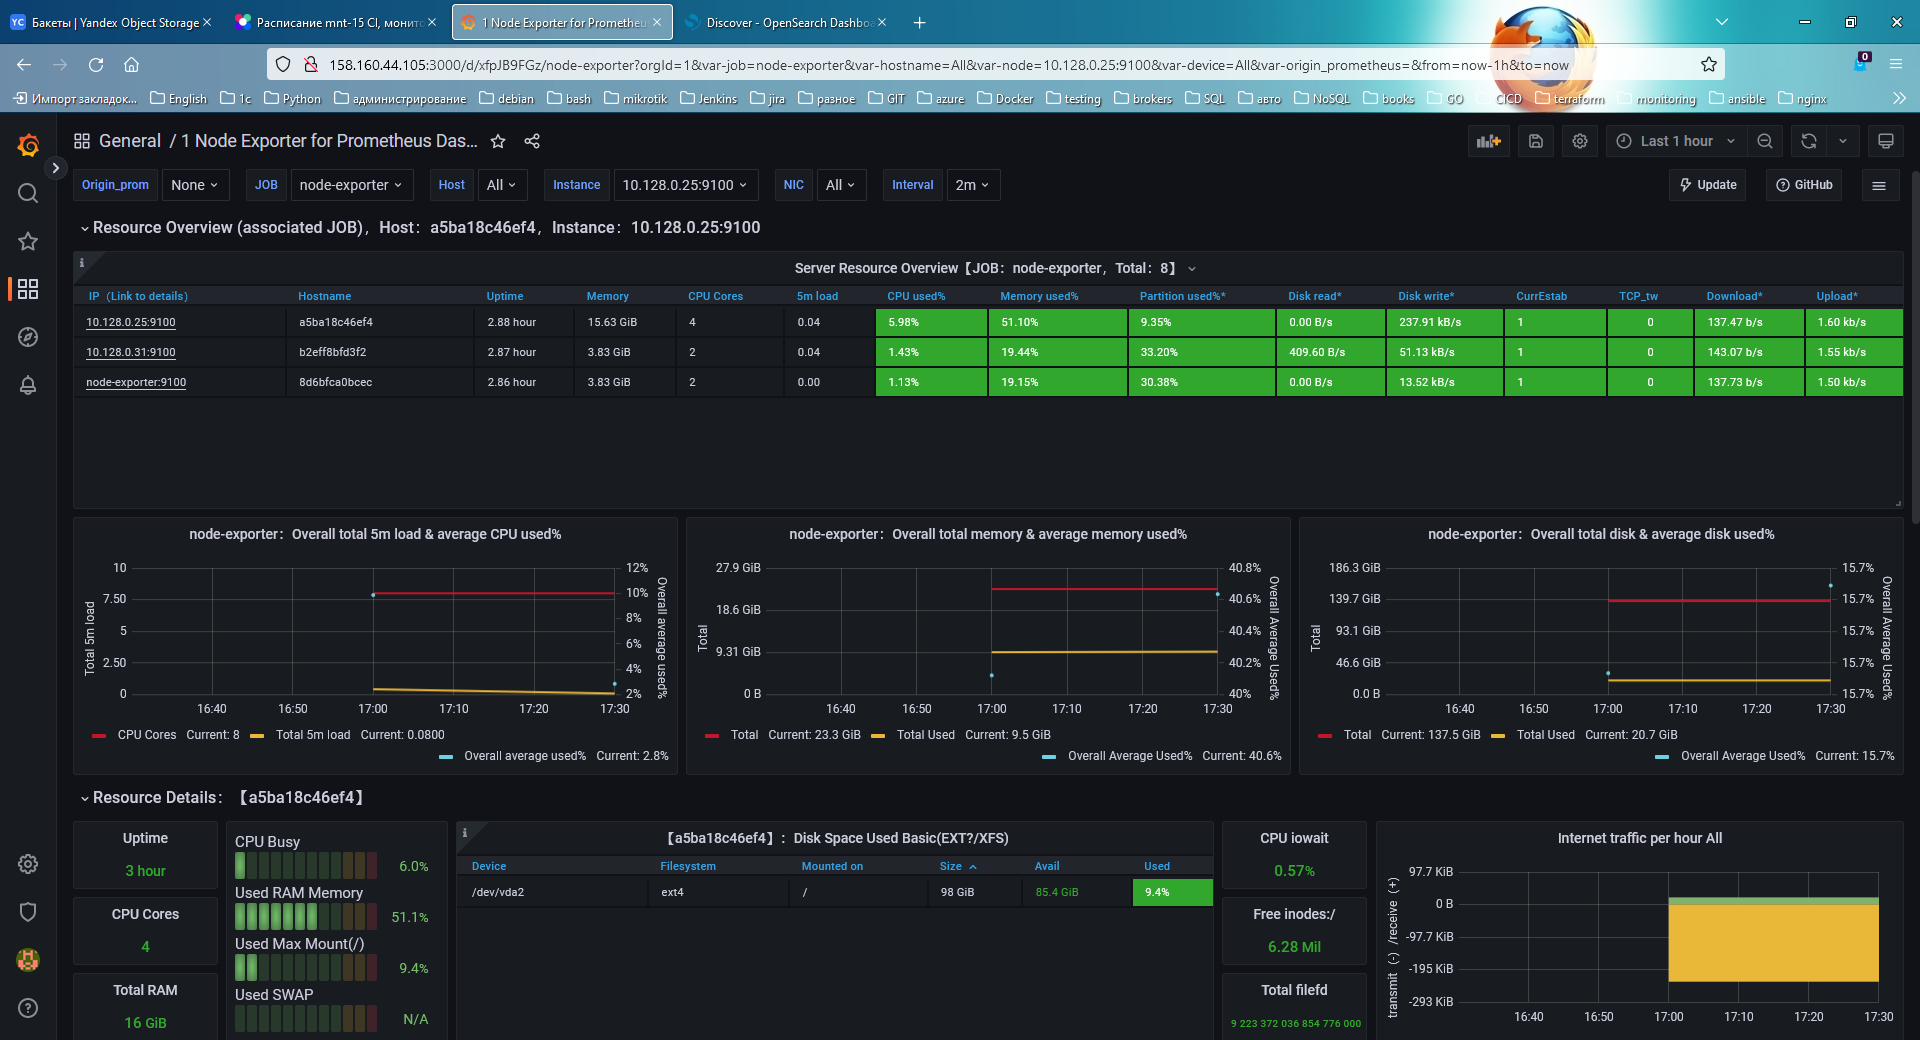 Бакеты | Yandex Object Storage
Расписание mnt-15 CI, монито
1 Node Exporter for Prometheu
Discover - OpenSearch Dashboa
158.160.44.105:3000/d/xfpJB9FGz/node-exporter?orgId=1&var-job=node-exporter&var-hostname=All&var-node=10.128.0.25:9100&var-device=All&var-origin_prometheus=&from=now-1h&to=now
0
Импорт закладок... English 1c Python администрирование debian bash mikrotik Jenkins jira разное GIT azure Docker testing brokers SQL авто NoSQL books GO CICD terraform monitoring ansible nginx
General / 1 Node Exporter for Prometheus Das...
Last 1 hour
Origin_prom None JOB node-exporter Host All Instance 10.128.0.25:9100 NIC All Interval 2m Update GitHub
Resource Overview (associated JOB)，Host：a5ba18c46ef4，Instance：10.128.0.25:9100
Server Resource Overview【JOB：node-exporter，Total：8】
IP（Link to details） Hostname Uptime Memory CPU Cores 5m load CPU used% Memory used% Partition used%* Disk read* Disk write* CurrEstab TCP_tw Download* Upload*
10.128.0.25:9100 a5ba18c46ef4 2.88 hour 15.63 GiB 4 0.04 5.98% 51.10% 9.35% 0.00 B/s 237.91 kB/s 1 0 137.47 b/s 1.60 kb/s
10.128.0.31:9100 b2eff8bfd3f2 2.87 hour 3.83 GiB 2 0.04 1.43% 19.44% 33.20% 409.60 B/s 51.13 kB/s 1 0 143.07 b/s 1.55 kb/s
node-exporter:9100 8d6bfca0bcec 2.86 hour 3.83 GiB 2 0.00 1.13% 19.15% 30.38% 0.00 B/s 13.52 kB/s 1 0 137.73 b/s 1.50 kb/s
node-exporter：Overall total 5m load & average CPU used%
10
7.50
5
2.50
0
Total 5m load
12%
10%
8%
6%
4%
2%
Overall average used%
16:40 16:50 17:00 17:10 17:20 17:30
CPU Cores Current: 8 Total 5m load Current: 0.0800
Overall average used% Current: 2.8%
node-exporter：Overall total memory & average memory used%
27.9 GiB
18.6 GiB
9.31 GiB
0 B
Total
40.8%
40.6%
40.4%
40.2%
40%
Overall Average Used%
16:40 16:50 17:00 17:10 17:20 17:30
Total Current: 23.3 GiB Total Used Current: 9.5 GiB
Overall Average Used% Current: 40.6%
node-exporter：Overall total disk & average disk used%
186.3 GiB
139.7 GiB
93.1 GiB
46.6 GiB
0.0 B
Total
15.7%
15.7%
15.7%
15.7%
15.7%
Overall Average Used%
16:40 16:50 17:00 17:10 17:20 17:30
Total Current: 137.5 GiB Total Used Current: 20.7 GiB
Overall Average Used% Current: 15.7%
Resource Details：【a5ba18c46ef4】
Uptime
3 hour
CPU Cores
4
Total RAM
16 GiB
CPU Busy
6.0%
Used RAM Memory
51.1%
Used Max Mount(/)
9.4%
Used SWAP
N/A
【a5ba18c46ef4】：Disk Space Used Basic(EXT?/XFS)
Device Filesystem Mounted on Size Avail Used
/dev/vda2 ext4 / 98 GiB 85.4 GiB 9.4%
CPU iowait
0.57%
Free inodes:/
6.28 Mil
Total filefd
9 223 372 036 854 776 000
Internet traffic per hour All
97.7 KiB
0 B
-97.7 KiB
-195 KiB
-293 KiB
transmit（-）/receive（+）
16:40 16:50 17:00 17:10 17:20 17:30